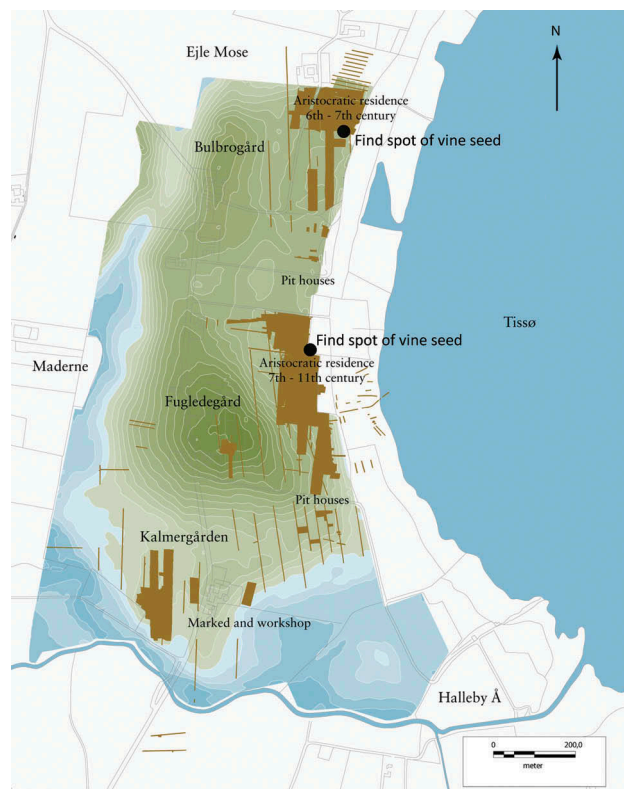 Ejle Mose
N
Aristocratic residence
6th - 7th century
Find spot of vine seed
Bulbrogård
Pit houses
Tissø
Find spot of vine seed
Maderne
Aristocratic residence
7th - 11th century
Fugledegård
Pit houses
Kalmergården
Marked and workshop
Halleby Å
0 200,0
meter